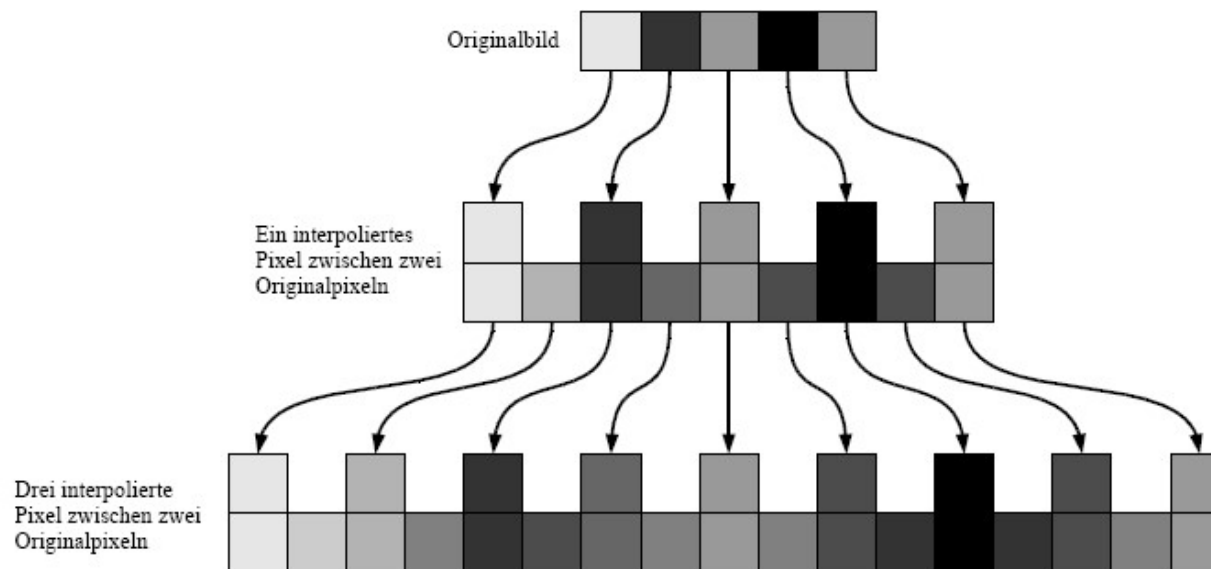 Originalbild
Ein interpoliertes
Pixel zwischen zwei
Originalpixeln
Drei interpolierte
Pixel zwischen zwei
Originalpixeln